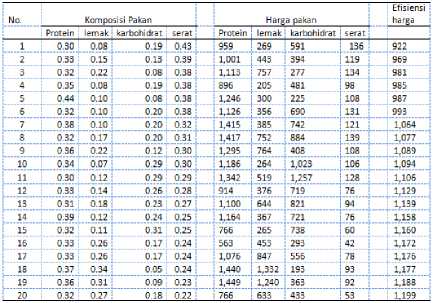 Efisiensi
No. Komposisi Pakan Harga pakan harga
Protein lemak karbohidrat serat Protein lemak karbohidrat serat
1 0.30 0.08 0.19 0.43 959 269 591 136 922
2 0.33 0.15 0.13 0.39 1,001 443 394 119 969
3 0.32 0.22 0.08 0.38 1,113 757 277 134 981
4 0.35 0.08 0.19 0.38 896 205 481 98 985
5 0.44 0.10 0.08 0.38 1,246 300 225 108 987
6 0.32 0.10 0.20 0.38 1,126 356 690 131 993
7 0.38 0.10 0.20 0.32 1,415 385 742 121 1,064
8 0.32 0.17 0.20 0.31 1,417 752 884 139 1,077
9 0.36 0.22 0.12 0.30 1,295 764 408 108 1,089
10 0.34 0.07 0.29 0.30 1,186 264 1,023 106 1,094
11 0.30 0.12 0.29 0.29 1,342 519 1,257 128 1,106
12 0.33 0.14 0.26 0.28 914 376 719 76 1,129
13 0.31 0.18 0.23 0.27 1,100 644 821 94 1,139
14 0.39 0.12 0.24 0.25 1,164 367 721 76 1,158
15 0.32 0.11 0.31 0.25 766 265 738 60 1,160
16 0.33 0.26 0.17 0.24 563 453 293 42 1,172
17 0.33 0.26 0.17 0.24 1,076 847 556 78 1,176
18 0.37 0.34 0.05 0.24 1,440 1,332 193 93 1,177
19 0.36 0.31 0.09 0.23 1,449 1,240 363 92 1,188
20 0.32 0.27 0.18 0.22 766 633 435 53 1,199